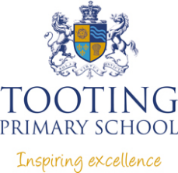 TOOTING
PRIMARY SCHOOL
Inspiring excellence